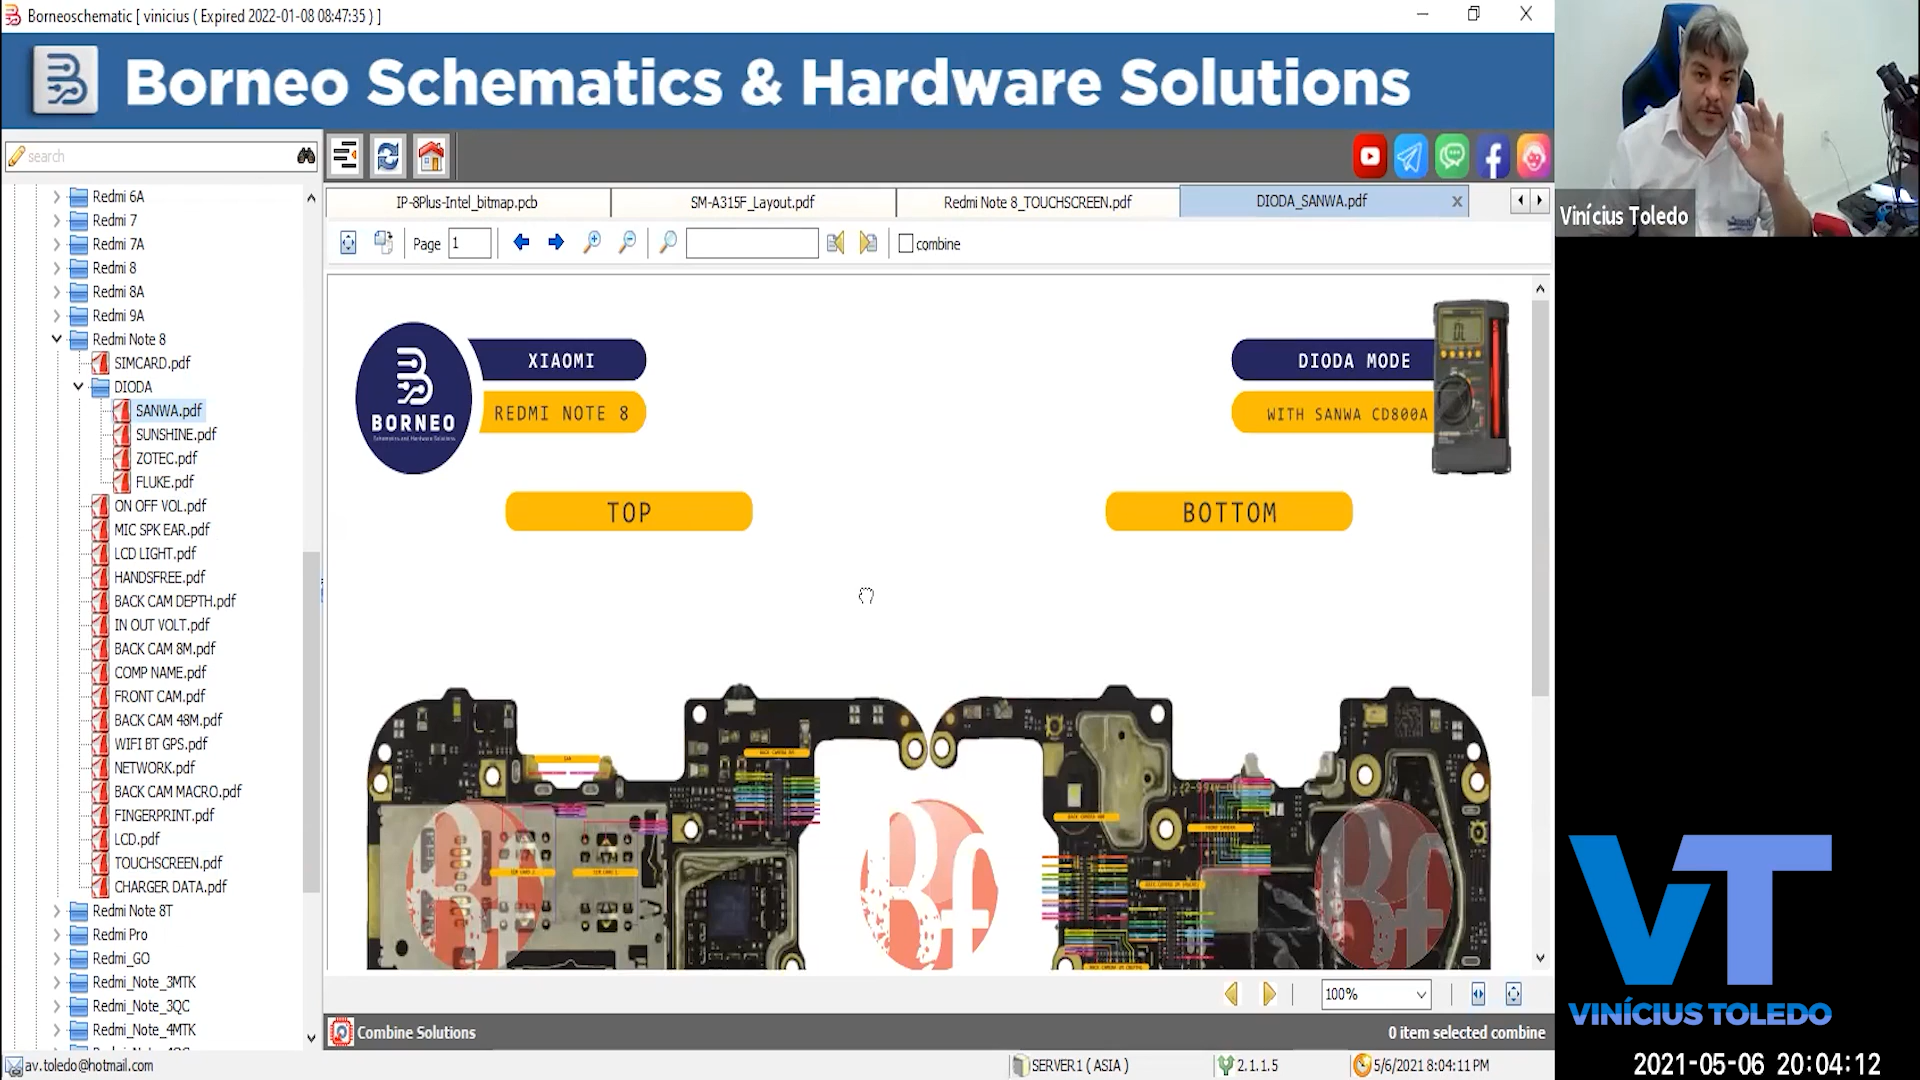 Borneoschematic [ vinicius ( Expired 2022-01-08 08:47:35 ) ]
Borneo Schematics & Hardware Solutions
search
IP-8Plus-Intel_bitmap.pcb
SM-A315F_Layout.pdf
Redmi Note 8_TOUCHSCREEN.pdf
DIODA_SANWA.pdf
Page 1
combine
Redmi 6A
Redmi 7
Redmi 7A
Redmi 8
Redmi 8A
Redmi 9A
Redmi Note 8
SIMCARD.pdf
DIODA
SANWA.pdf
SUNSHINE.pdf
ZOTEC.pdf
FLUKE.pdf
ON OFF VOL.pdf
MIC SPK EAR.pdf
LCD LIGHT.pdf
HANDSFREE.pdf
BACK CAM DEPTH.pdf
IN OUT VOLT.pdf
BACK CAM 8M.pdf
COMP NAME.pdf
FRONT CAM.pdf
BACK CAM 48M.pdf
WIFI BT GPS.pdf
NETWORK.pdf
BACK CAM MACRO.pdf
FINGERPRINT.pdf
LCD.pdf
TOUCHSCREEN.pdf
CHARGER DATA.pdf
Redmi Note 8T
Redmi Pro
Redmi_GO
Redmi_Note_3MTK
Redmi_Note_3QC
Redmi_Note_4MTK
XIAOMI
REDMI NOTE 8
BORNEO
Schematics and Hardware Solutions
DIODA MODE
WITH SANWA CD800A
TOP
BOTTOM
100%
Combine Solutions
0 item selected combine
av.toledo@hotmail.com
SERVER1 ( ASIA )
2.1.1.5
5/6/2021 8:04:11 PM
Vinícius Toledo
VT
VINÍCIUS TOLEDO
2021-05-06 20:04:12